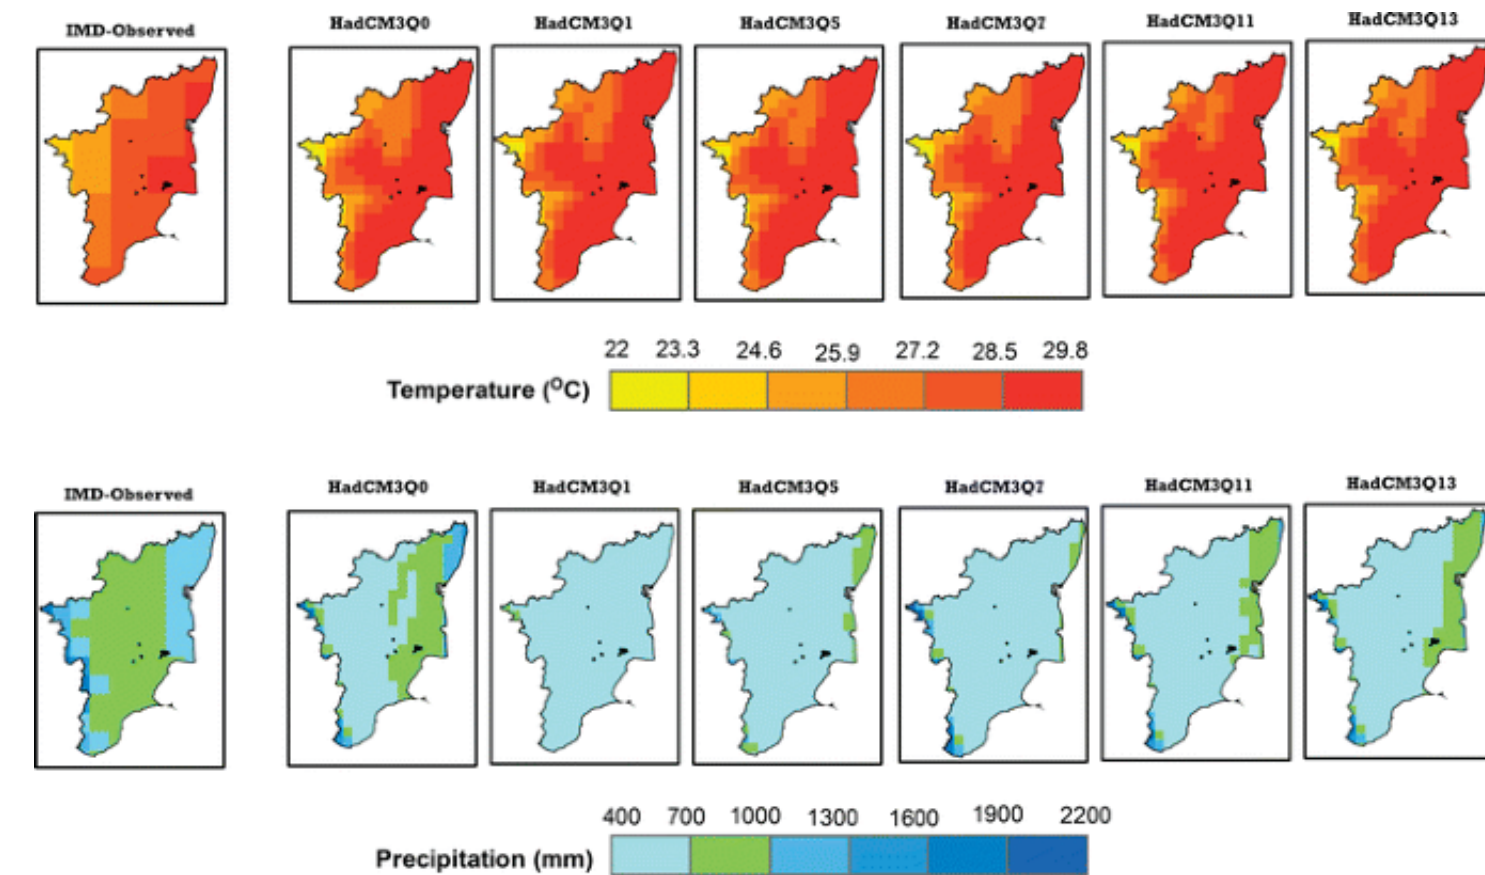 IMD-Observed HadCM3Q0 HadCM3Q1 HadCM3Q5 HadCM3Q7 HadCM3Q11 HadCM3Q13
22 23.3 24.6 25.9 27.2 28.5 29.8
Temperature (OC)
IMD-Observed HadCM3Q0 HadCM3Q1 HadCM3Q5 HadCM3Q7 HadCM3Q11 HadCM3Q13
400 700 1000 1300 1600 1900 2200
Precipitation (mm)